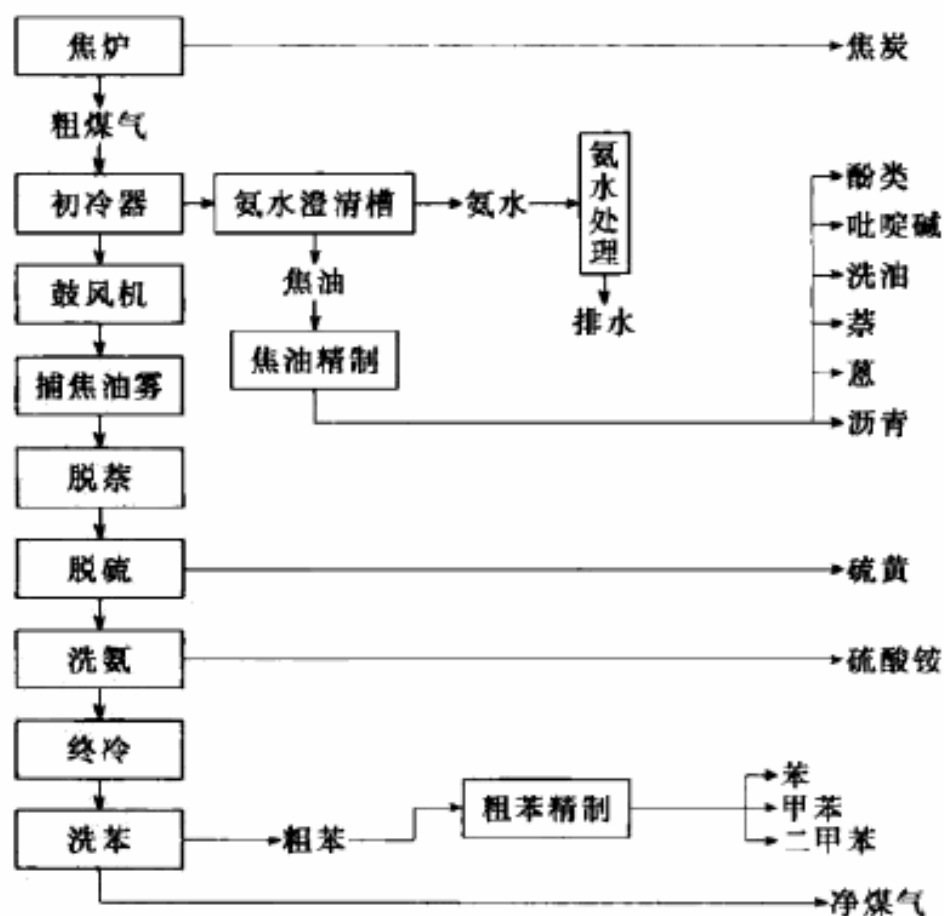 焦炉
焦炭
粗煤气
初冷器
氨水澄清槽
氨水
氨水处理
酚类
吡啶碱
洗油
萘
蒽
沥青
鼓风机
焦油
排水
焦油精制
捕焦油雾
脱萘
脱硫
硫黄
洗氨
硫酸铵
终冷
洗苯
粗苯
粗苯精制
苯
甲苯
二甲苯
净煤气